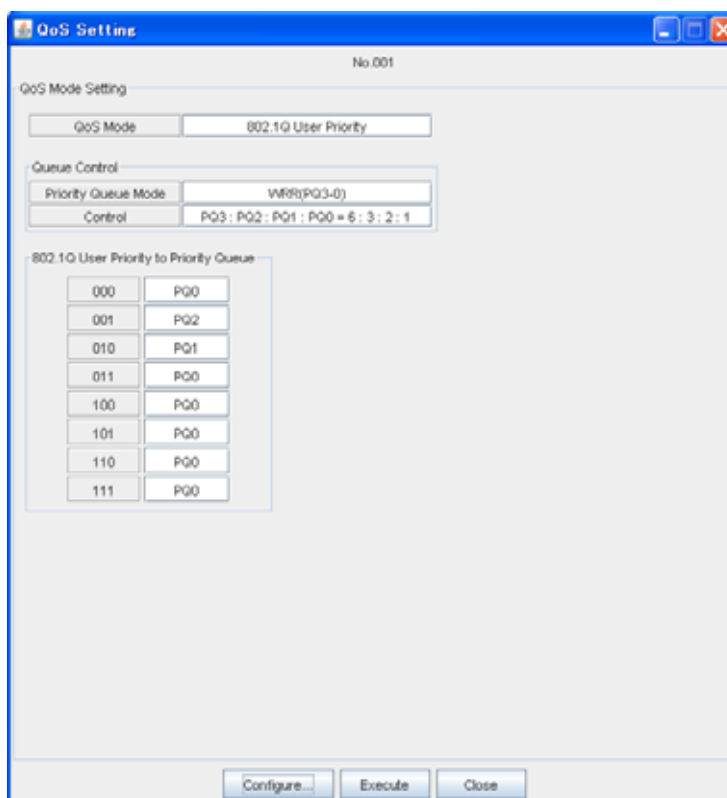 QoS Setting
No.001
QoS Mode Setting
QoS Mode 802.1Q User Priority
Queue Control
Priority Queue Mode WRR(PQ3-0)
Control PQ3 : PQ2 : PQ1 : PQ0 = 6 : 3 : 2 : 1
802.1Q User Priority to Priority Queue
000 PQ0
001 PQ2
010 PQ1
011 PQ0
100 PQ0
101 PQ0
110 PQ0
111 PQ0
Configure... Execute Close